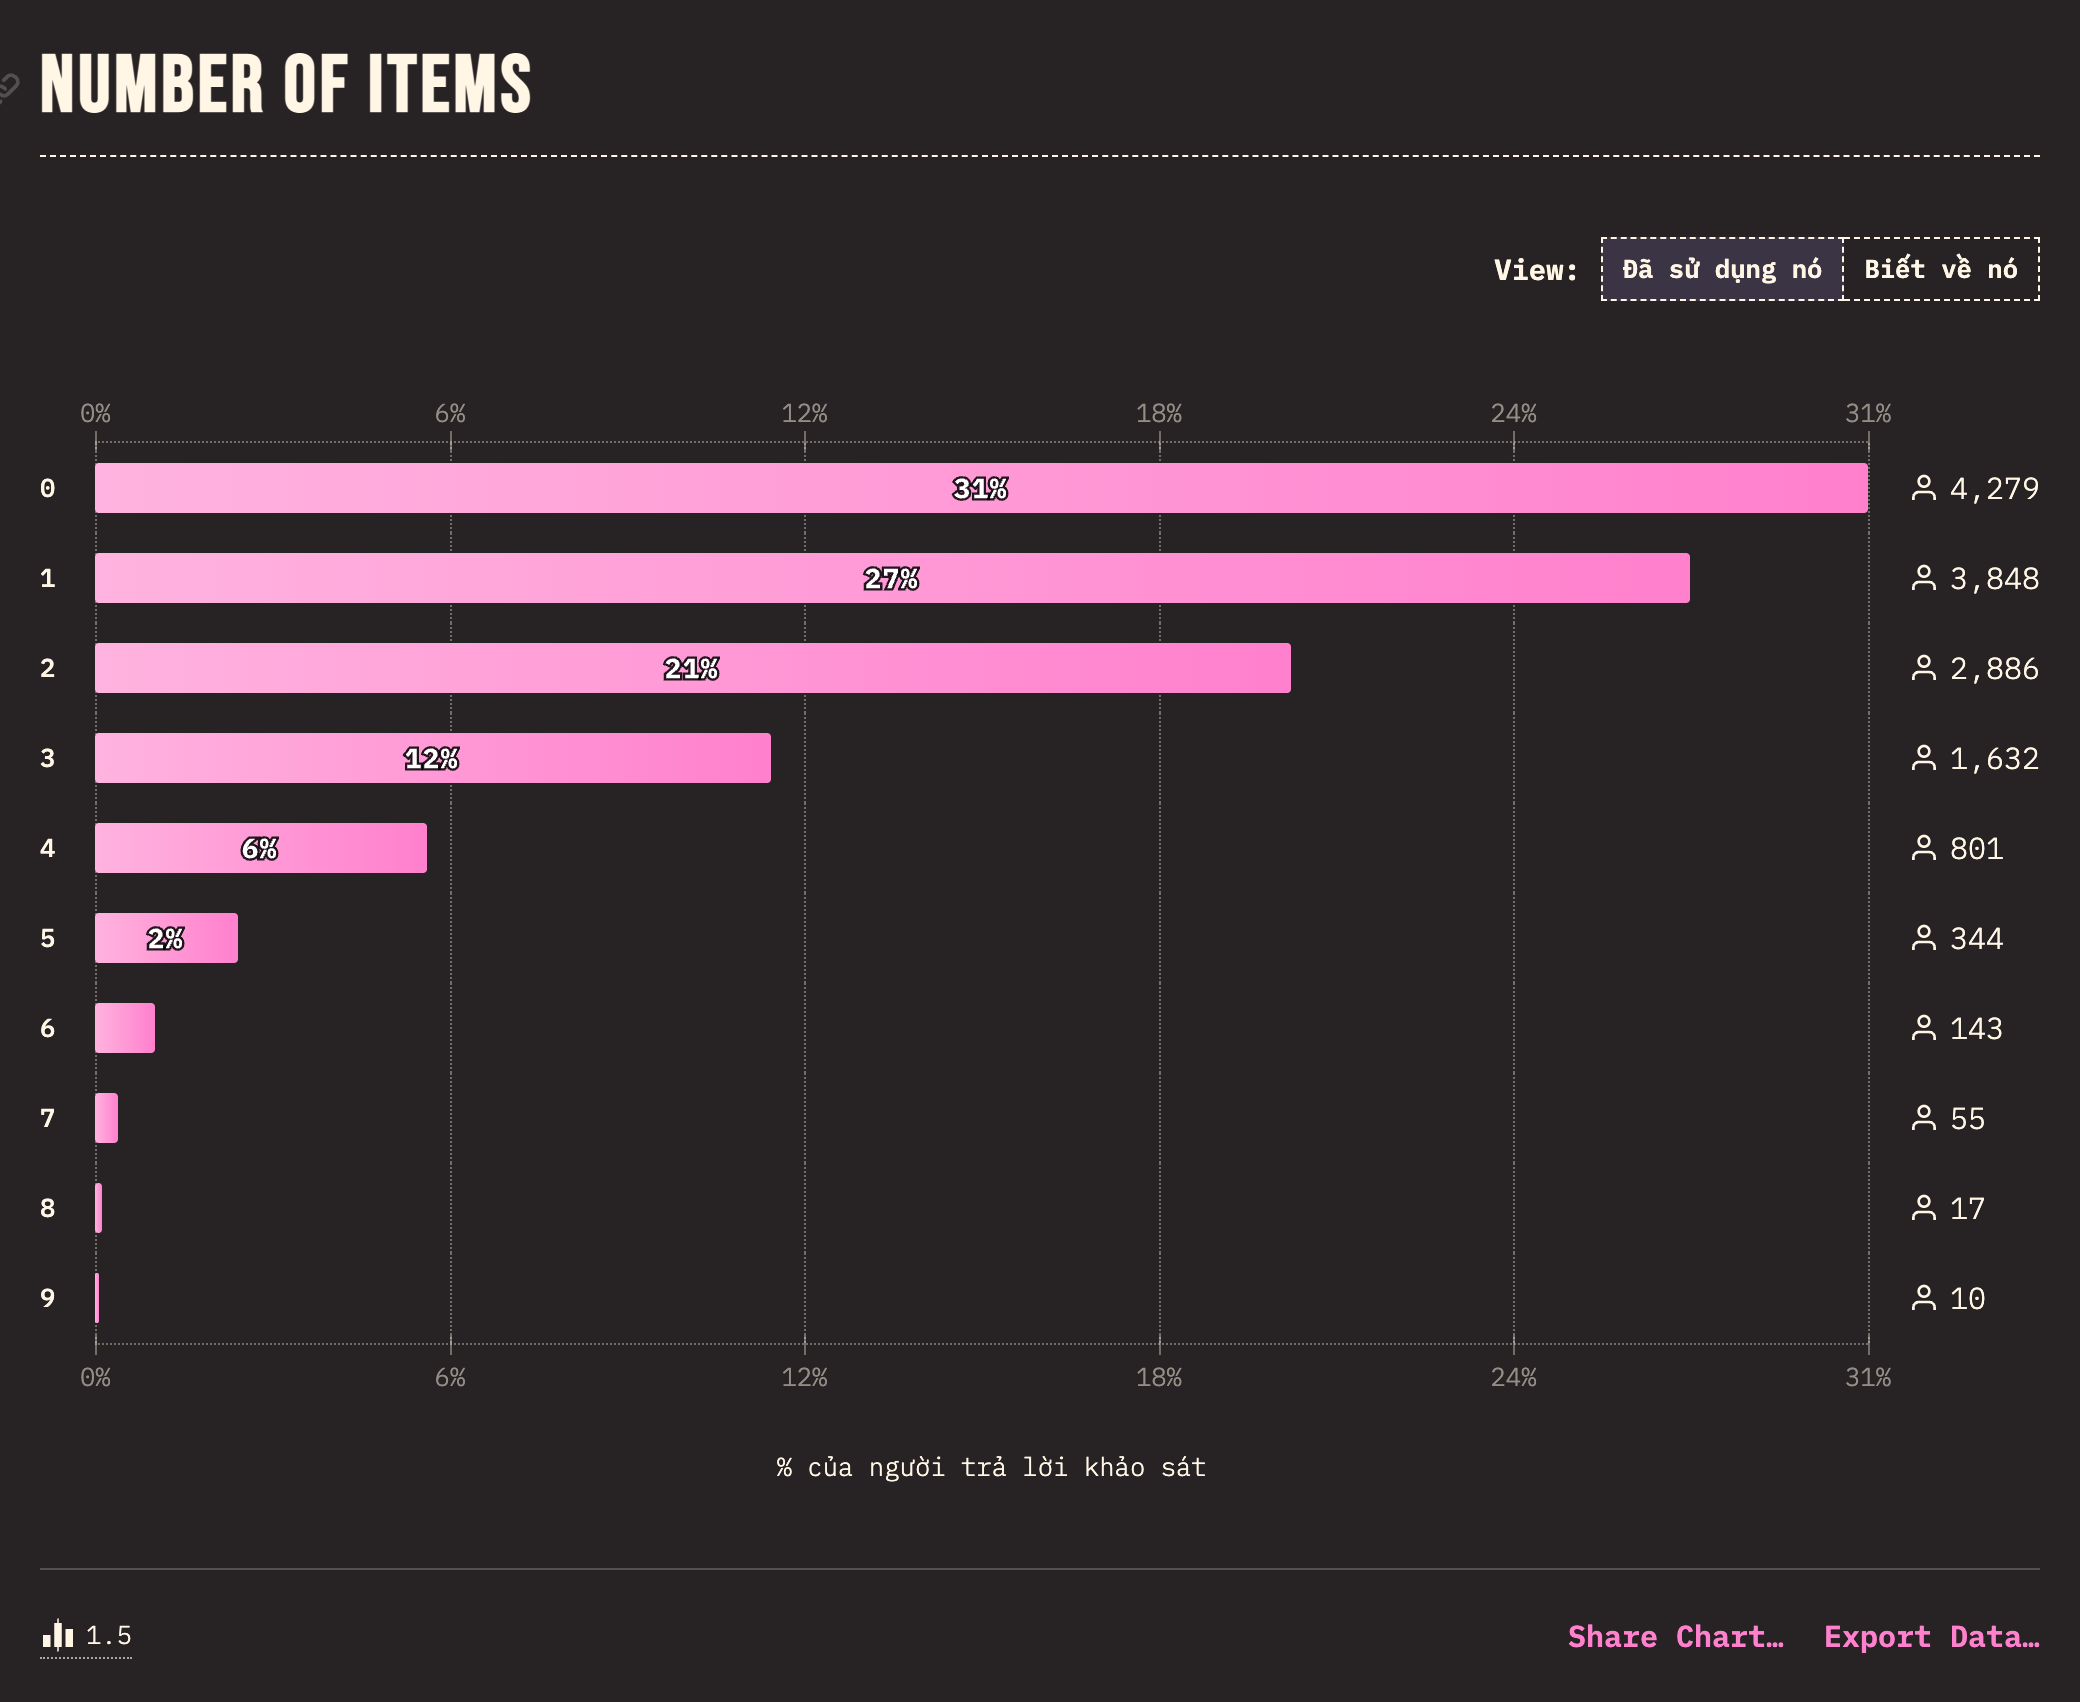 NUMBER OF ITEMS
View: Đã sử dụng nó Biết về nó
0% 6% 12% 18% 24% 31%
0 31% 4,279
1 27% 3,848
2 21% 2,886
3 12% 1,632
4 6% 801
5 2% 344
6 143
7 55
8 17
9 10
0% 6% 12% 18% 24% 31%
% của người trả lời khảo sát
1.5 Share Chart… Export Data…